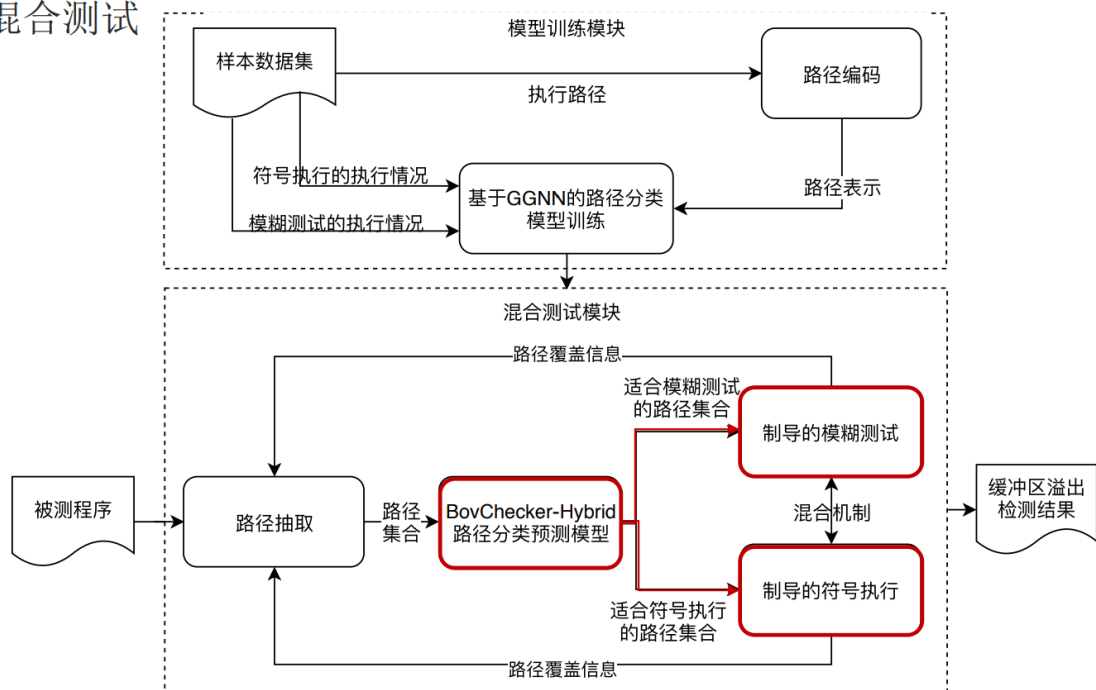 混合测试
模型训练模块
样本数据集
执行路径
路径编码
符号执行的执行情况
模糊测试的执行情况
基于GGNN的路径分类
模型训练
路径表示
混合测试模块
路径覆盖信息
适合模糊测试
的路径集合
制导的模糊测试
被测程序
路径抽取
路径
集合
BovChecker-Hybrid
路径分类预测模型
混合机制
缓冲区溢出
检测结果
适合符号执行
的路径集合
制导的符号执行
路径覆盖信息